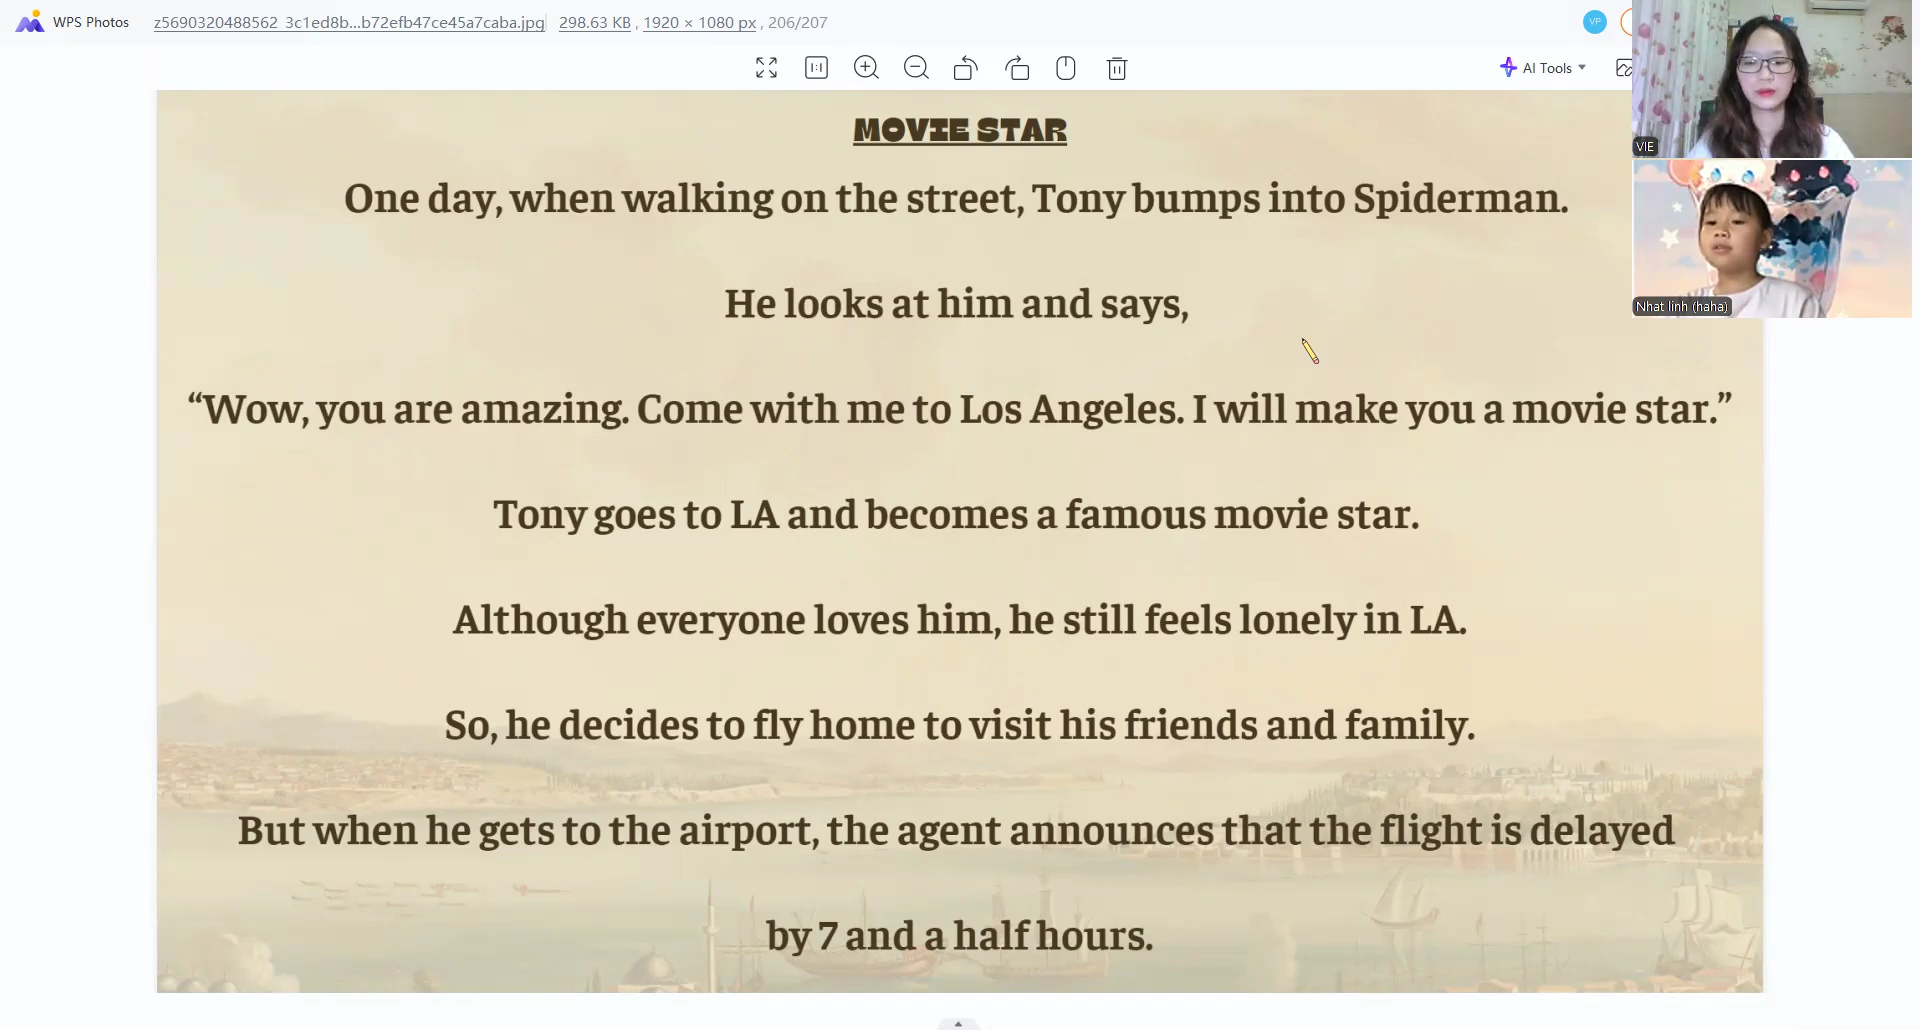 WPS Photos z5690320488562_3c1ed8b...b72efb47ce45a7caba.jpg 298.63 KB , 1920 × 1080 px , 206/207
VP
1:1
AI Tools
VIE
Nhat linh (haha)
MOVIE STAR
One day, when walking on the street, Tony bumps into Spiderman.
He looks at him and says,
“Wow, you are amazing. Come with me to Los Angeles. I will make you a movie star.”
Tony goes to LA and becomes a famous movie star.
Although everyone loves him, he still feels lonely in LA.
So, he decides to fly home to visit his friends and family.
But when he gets to the airport, the agent announces that the flight is delayed
by 7 and a half hours.